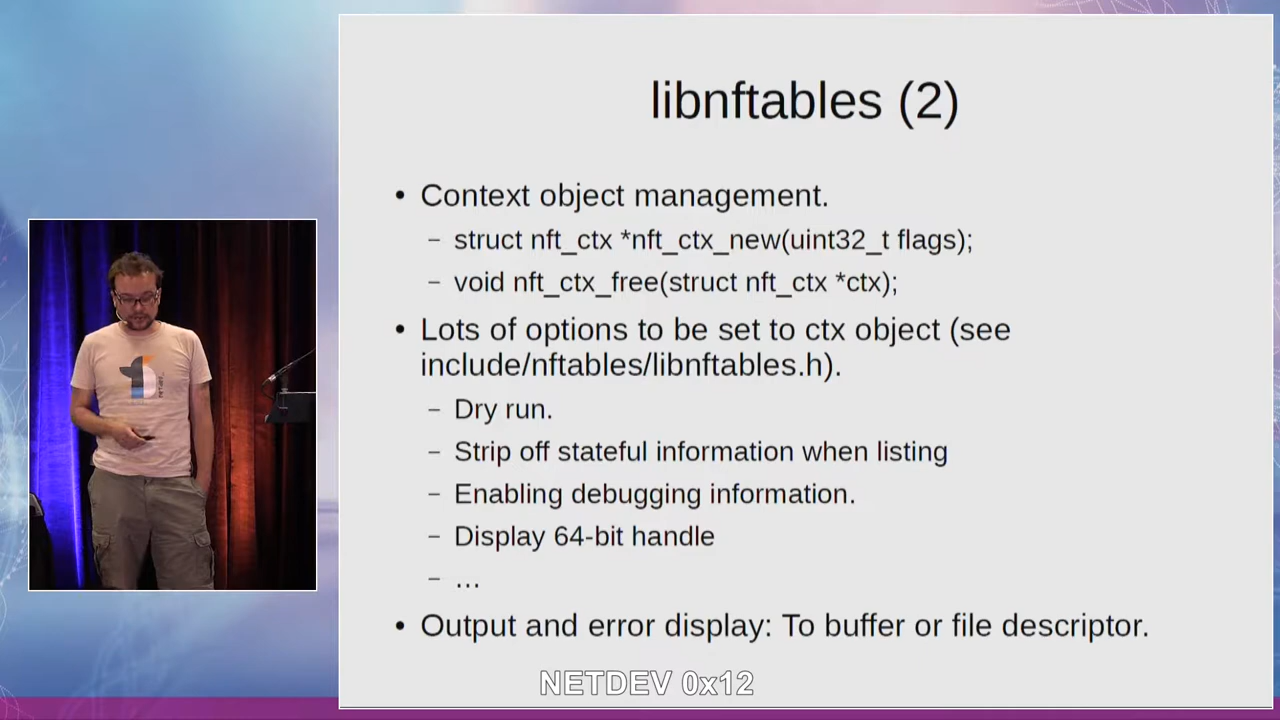 libnftables (2)
• Context object management.
– struct nft_ctx *nft_ctx_new(uint32_t flags);
– void nft_ctx_free(struct nft_ctx *ctx);
• Lots of options to be set to ctx object (see
include/nftables/libnftables.h).
– Dry run.
– Strip off stateful information when listing
– Enabling debugging information.
– Display 64-bit handle
– …
• Output and error display: To buffer or file descriptor.
NETDEV 0x12